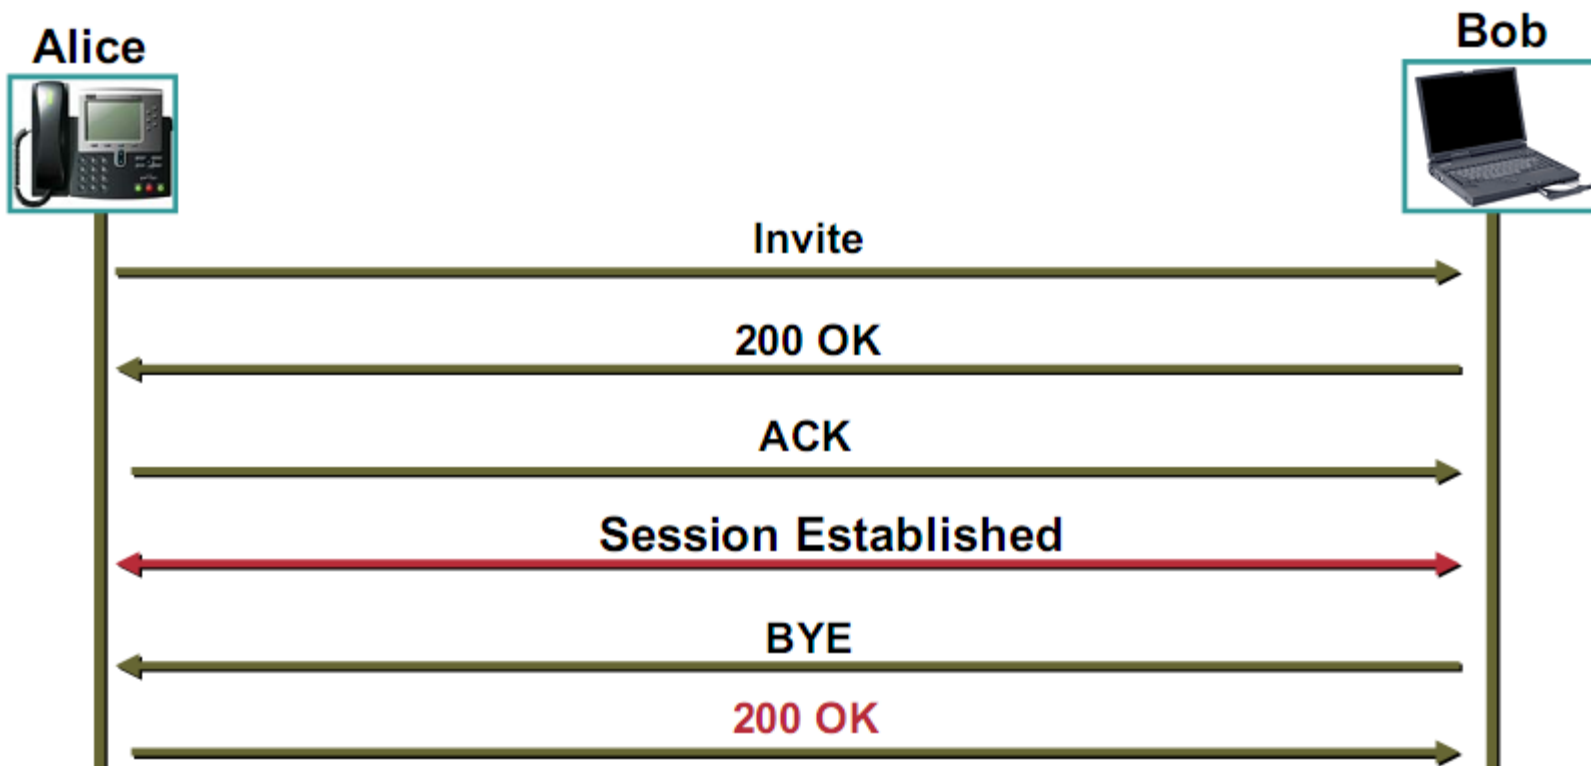 Alice
Bob
Invite
200 OK
ACK
Session Established
BYE
200 OK